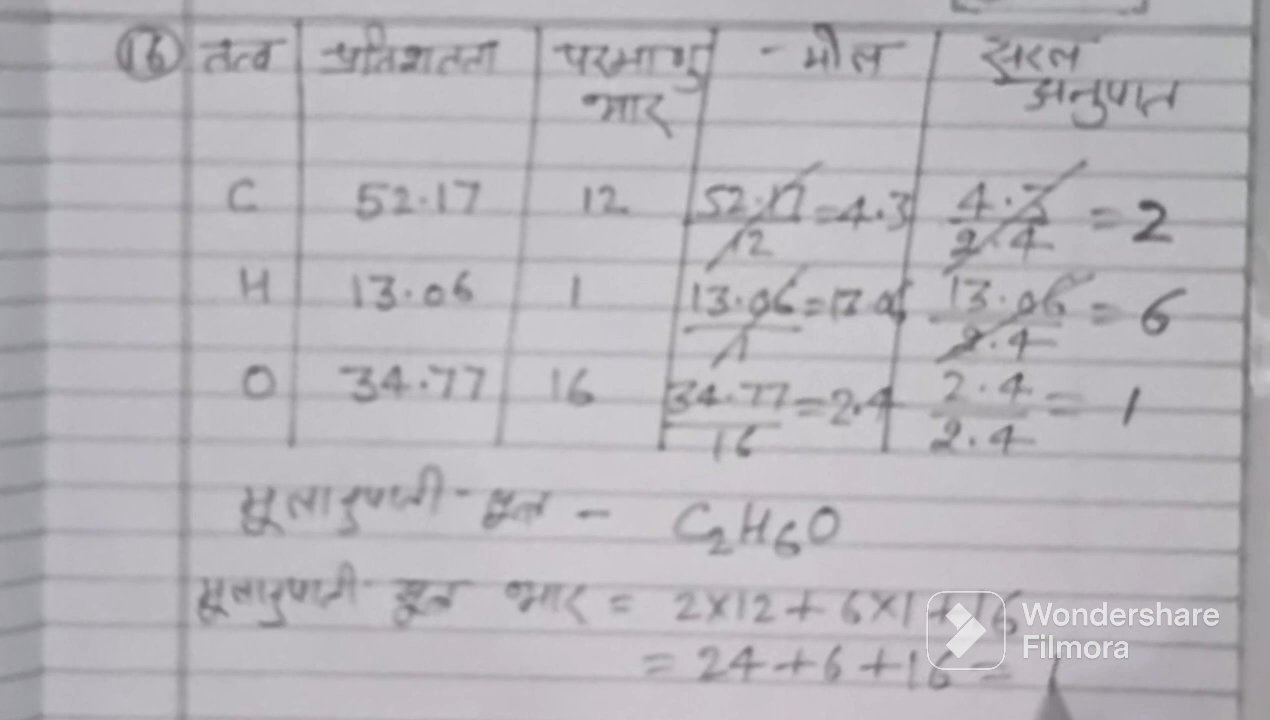 (16) तत्व प्रतिशतता परमाणु भार - मोल सरल अनुपात
C 52.17 12 52.17/12 = 4.3 4.3/2.4 = 2
H 13.06 1 13.06/1 = 13.06 13.06/2.4 = 6
O 34.77 16 34.77/16 = 2.4 2.4/2.4 = 1
मूलानुपाती - सूत्र - C₂H₆O
मूलानुपाती सूत्र भार = 2×12 + 6×1 + 16
= 24 + 6 + 16 =
Wondershare
Filmora